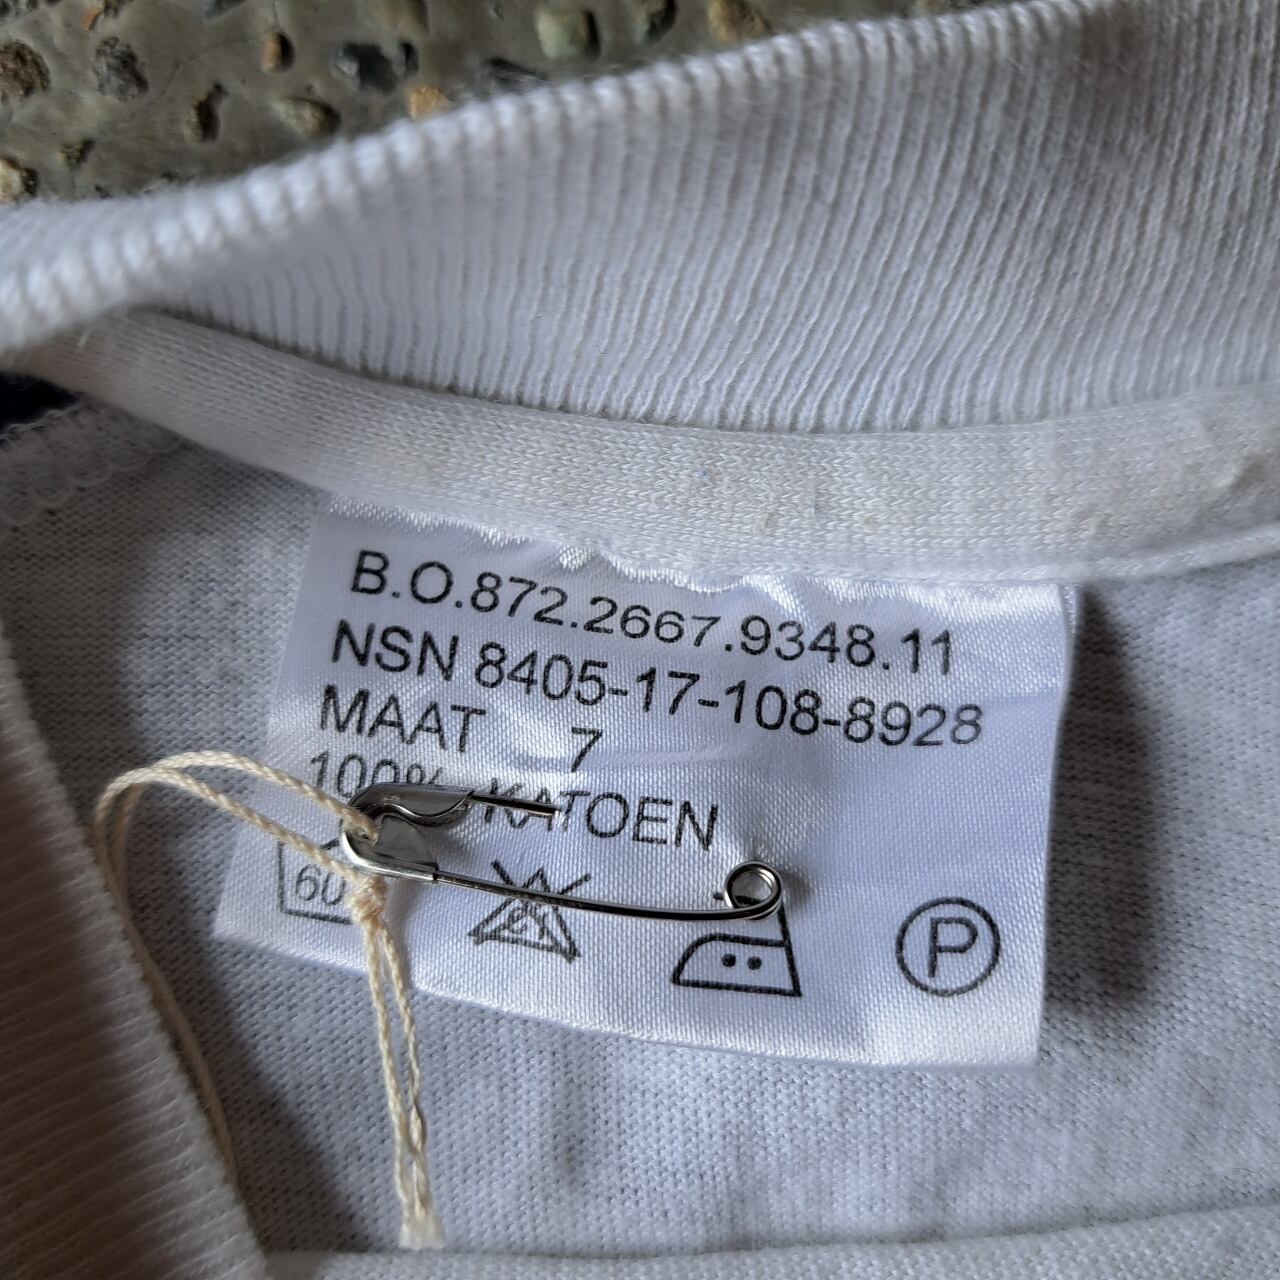 B.O.872.2667.9348.11
NSN 8405-17-108-8928
MAAT 7
100% KATOEN
60
P